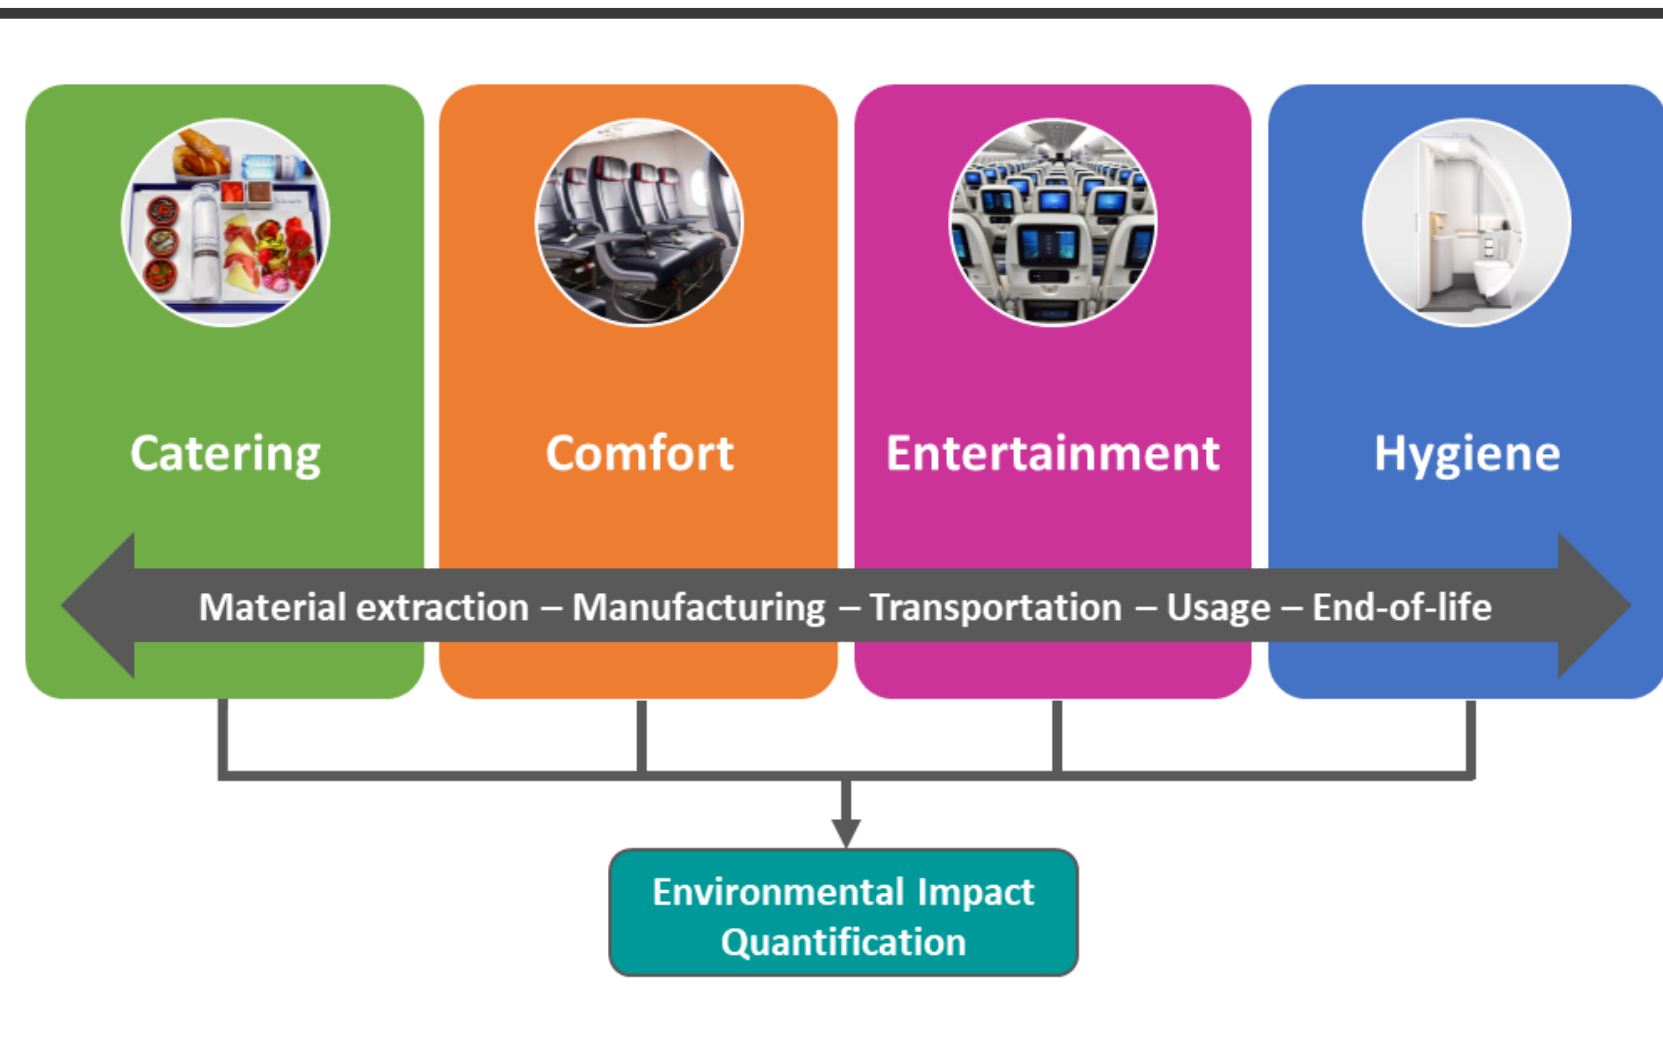 Catering
Comfort
Entertainment
Hygiene
Material extraction – Manufacturing – Transportation – Usage – End-of-life
Environmental Impact
Quantification